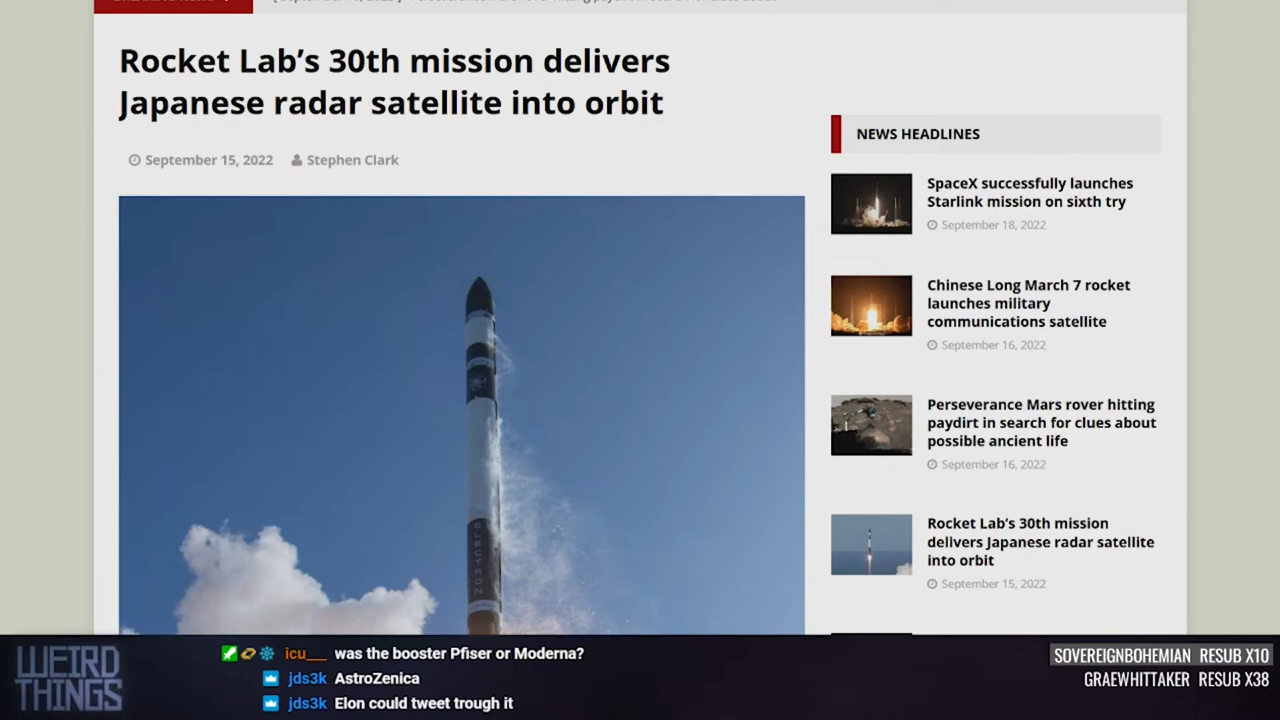 Rocket Lab’s 30th mission delivers
Japanese radar satellite into orbit
September 15, 2022 Stephen Clark
NEWS HEADLINES
SpaceX successfully launches
Starlink mission on sixth try
September 18, 2022
Chinese Long March 7 rocket
launches military
communications satellite
September 16, 2022
Perseverance Mars rover hitting
paydirt in search for clues about
possible ancient life
September 16, 2022
Rocket Lab’s 30th mission
delivers Japanese radar satellite
into orbit
September 15, 2022
ELECTRON
WEIRD
THINGS
icu__ was the booster Pfiser or Moderna?
jds3k AstroZenica
jds3k Elon could tweet trough it
SOVEREIGNBOHEMIAN RESUB X10
GRAEWHITTAKER RESUB X38